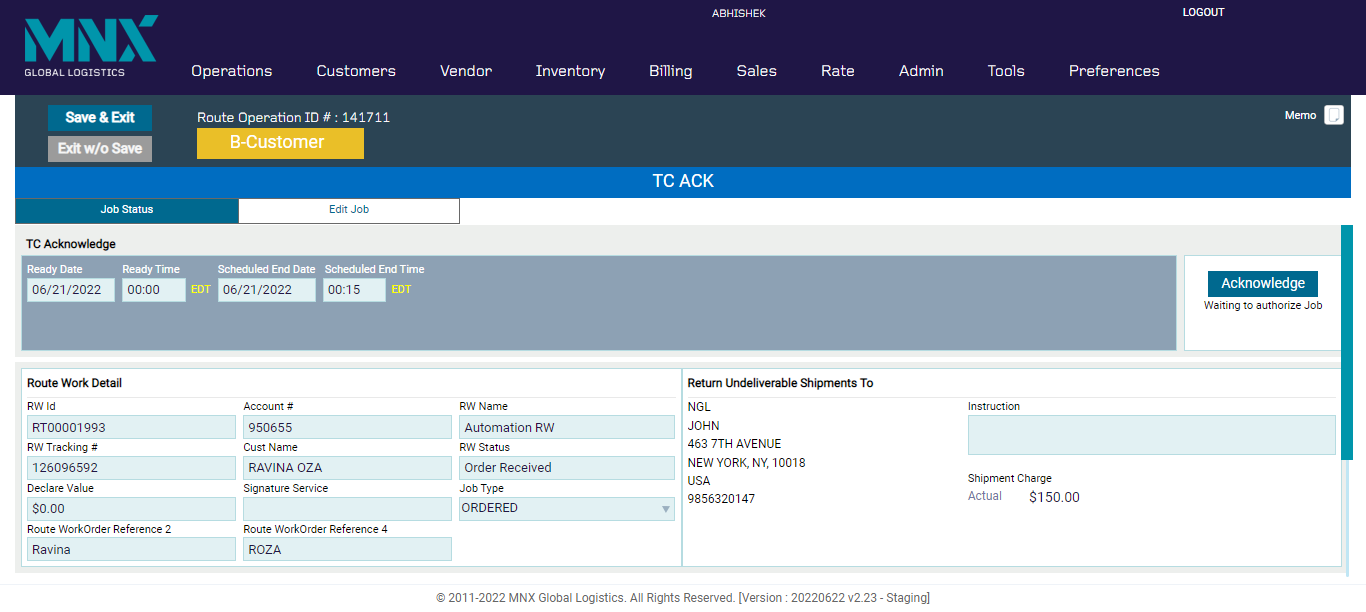 ABHISHEK
LOGOUT
MNX
GLOBAL LOGISTICS
Operations Customers Vendor Inventory Billing Sales Rate Admin Tools Preferences
Save & Exit
Exit w/o Save
Route Operation ID # : 141711
B-Customer
Memo
TC ACK
Job Status Edit Job
TC Acknowledge
Ready Date Ready Time Scheduled End Date Scheduled End Time
06/21/2022 00:00 EDT 06/21/2022 00:15 EDT
Acknowledge
Waiting to authorize Job
Route Work Detail
RW Id Account # RW Name
RT00001993 950655 Automation RW
RW Tracking # Cust Name RW Status
126096592 RAVINA OZA Order Received
Declare Value Signature Service Job Type
$0.00 ORDERED
Route WorkOrder Reference 2 Route WorkOrder Reference 4
Ravina ROZA
Return Undeliverable Shipments To
NGL
JOHN
463 7TH AVENUE
NEW YORK, NY, 10018
USA
9856320147
Instruction
Shipment Charge
Actual $150.00
© 2011-2022 MNX Global Logistics. All Rights Reserved. [Version : 20220622 v2.23 - Staging]